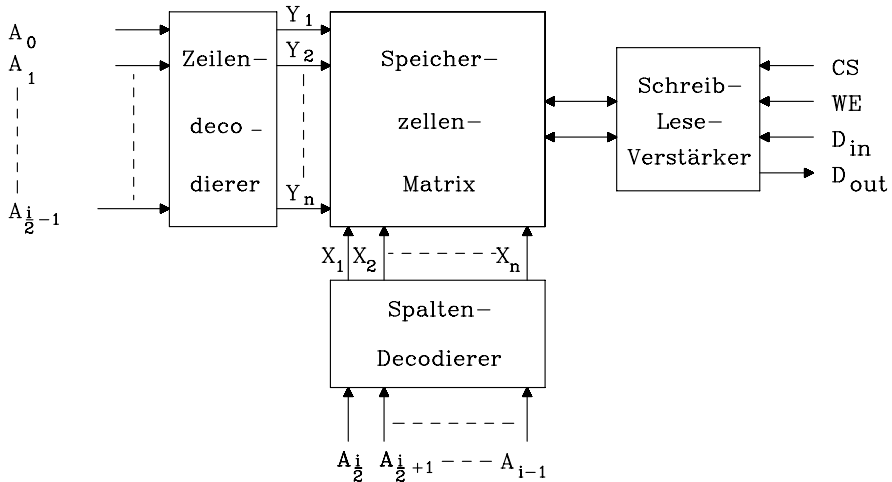 A0
A1
Ai/2-1
Zeilen-
deco-
dierer
Y1
Y2
Yn
Speicher-
zellen-
Matrix
Schreib-
Lese-
Verstärker
CS
WE
Din
Dout
X1 X2 Xn
Spalten-
Decodierer
Ai/2 Ai/2+1 Ai-1